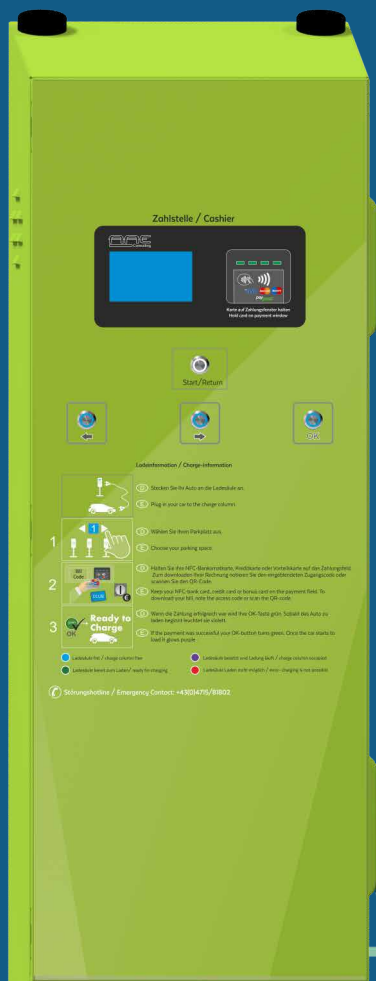 Zahlstelle / Cashier
Consulting
pay
Karte auf Zahlungsfenster halten
Hold card on payment window
Start/Return
OK
Ladeinformation / Charge-information
D Stecken Sie Ihr Auto an die Ladesäule an.
E Plug in your car to the charge column
1
1
D Wählen Sie Ihren Parkplatz aus.
E Choose your parking space
2
Bill
Code
CLUB
D Halten Sie Ihre NFC-Bankomatkarte, Kreditkarte oder Vorteilskarte auf das Zahlungsfeld.
Zum downloaden Ihrer Rechnung notieren Sie den eingeblendeten Zugangscode oder
scannen Sie den QR-Code.
E Keep your NFC-bank card, credit card or bonus card on the payment field. To
download your bill, note the access code or scan the QR-code.
3
OK
Ready to
Charge
D Wenn die Zahlung erfolgreich war wird Ihre OK-Taste grün. Sobald das Auto zu
laden beginnt leuchtet sie violett.
E If the payment was successful your OK-button turns green. Once the car starts to
load it glows purple
Ladesäule frei / charge column free
Ladesäule besetzt und Ladung läuft / charge column occupied
Ladesäule bereit zum Laden/ ready for charging
Ladesäule Laden nicht möglich / error: charging is not possible
Störungshotline / Emergency Contact: +43(0)4715/81802